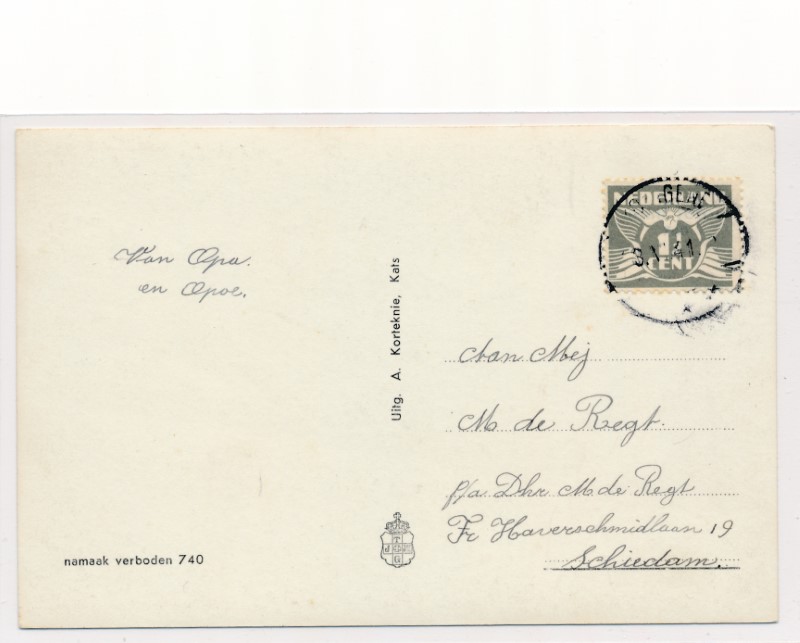 Van Opa.
en Opoe.
namaak verboden 740
Uitg. A. Korteknie, Kats
NEDERLAND
CENT
41
Aan Mej
M de Regt.
p/a Dhr M de Regt
Fr Haverschmidlaan 19
Schiedam.